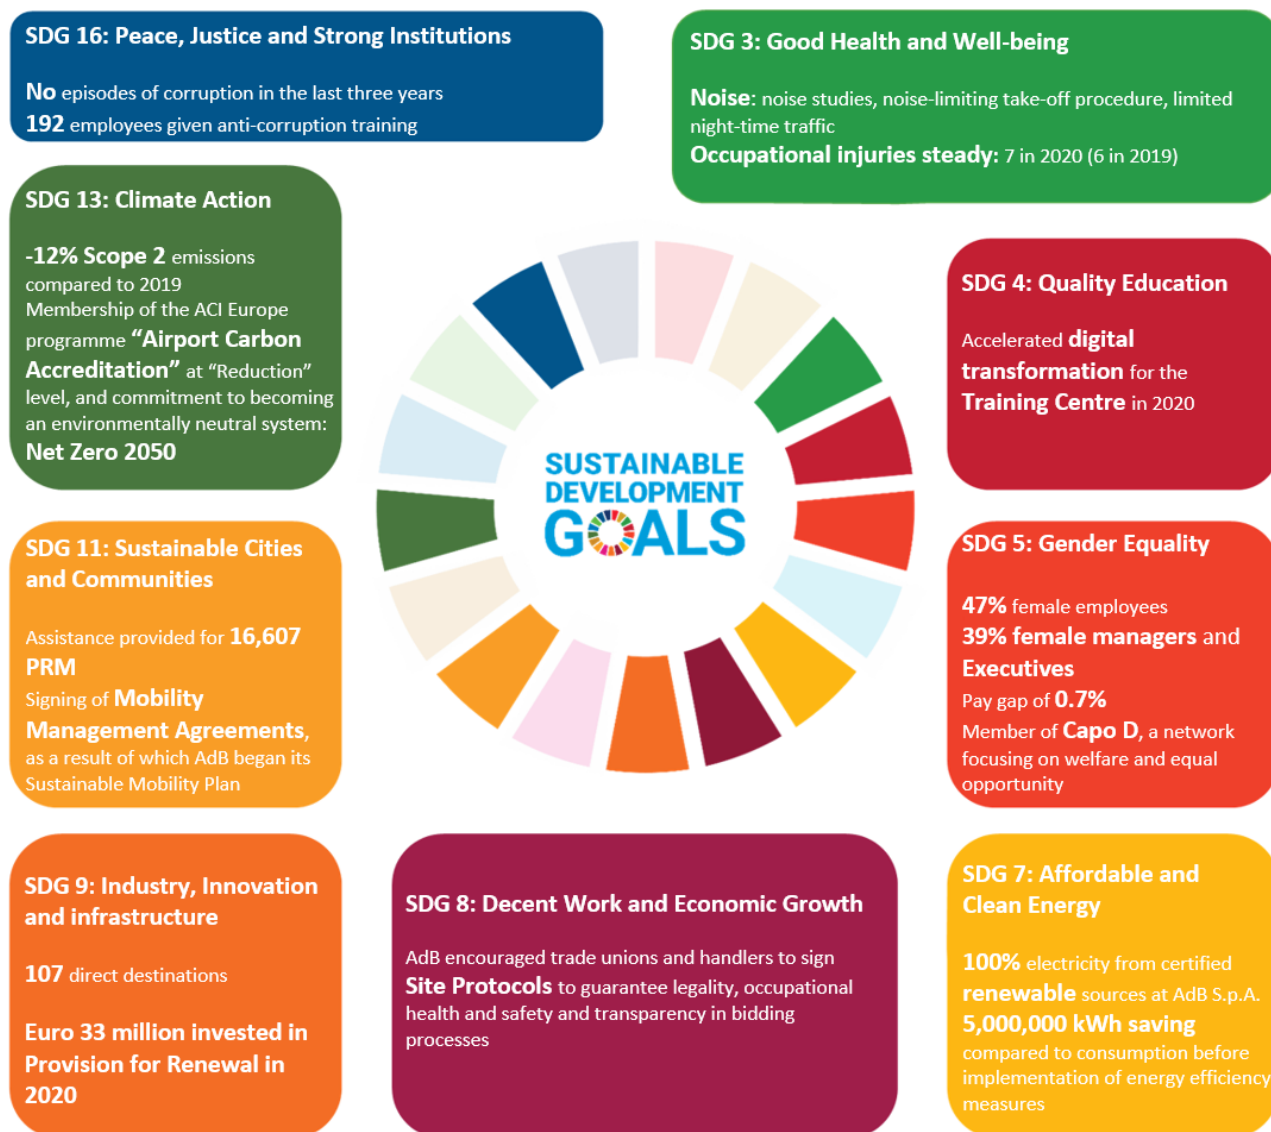 SDG 16: Peace, Justice and Strong Institutions
No episodes of corruption in the last three years
192 employees given anti-corruption training
SDG 3: Good Health and Well-being
Noise: noise studies, noise-limiting take-off procedure, limited
night-time traffic
Occupational injuries steady: 7 in 2020 (6 in 2019)
SDG 13: Climate Action
-12% Scope 2 emissions
compared to 2019
Membership of the ACI Europe
programme “Airport Carbon
Accreditation” at “Reduction”
level, and commitment to becoming
an environmentally neutral system:
Net Zero 2050
SDG 4: Quality Education
Accelerated digital
transformation for the
Training Centre in 2020
SUSTAINABLE
DEVELOPMENT
GOALS
SDG 11: Sustainable Cities
and Communities
Assistance provided for 16,607
PRM
Signing of Mobility
Management Agreements,
as a result of which AdB began its
Sustainable Mobility Plan
SDG 5: Gender Equality
47% female employees
39% female managers and
Executives
Pay gap of 0.7%
Member of Capo D, a network
focusing on welfare and equal
opportunity
SDG 9: Industry, Innovation
and infrastructure
107 direct destinations
Euro 33 million invested in
Provision for Renewal in
2020
SDG 8: Decent Work and Economic Growth
AdB encouraged trade unions and handlers to sign
Site Protocols to guarantee legality, occupational
health and safety and transparency in bidding
processes
SDG 7: Affordable and
Clean Energy
100% electricity from certified
renewable sources at AdB S.p.A.
5,000,000 kWh saving
compared to consumption before
implementation of energy efficiency
measures